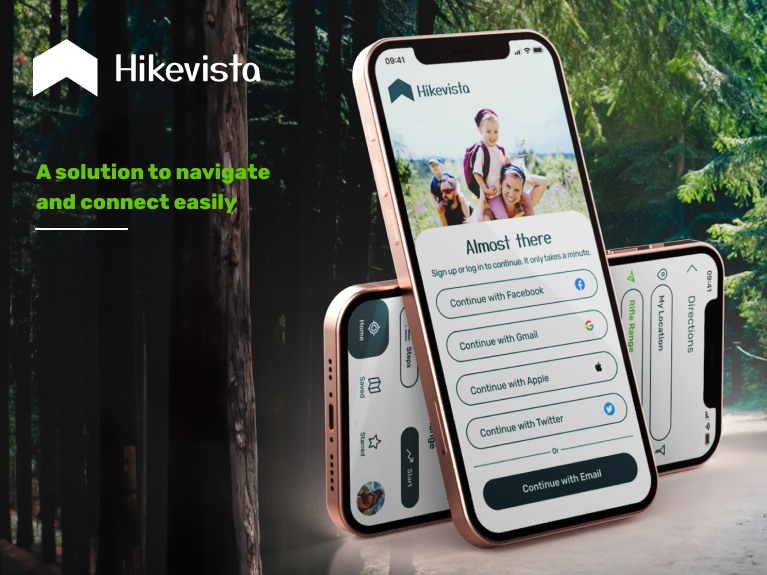 Hikevista
A solution to navigate
and connect easily
09:41
Hikevista
Almost there
Sign up or log in to continue. It only takes a minute.
Continue with Facebook
Continue with Gmail
Continue with Apple
Continue with Twitter
Or
Continue with Email
Home
Saved
Starred
Steps
Start
09:41
Directions
My Location
Rifle Range